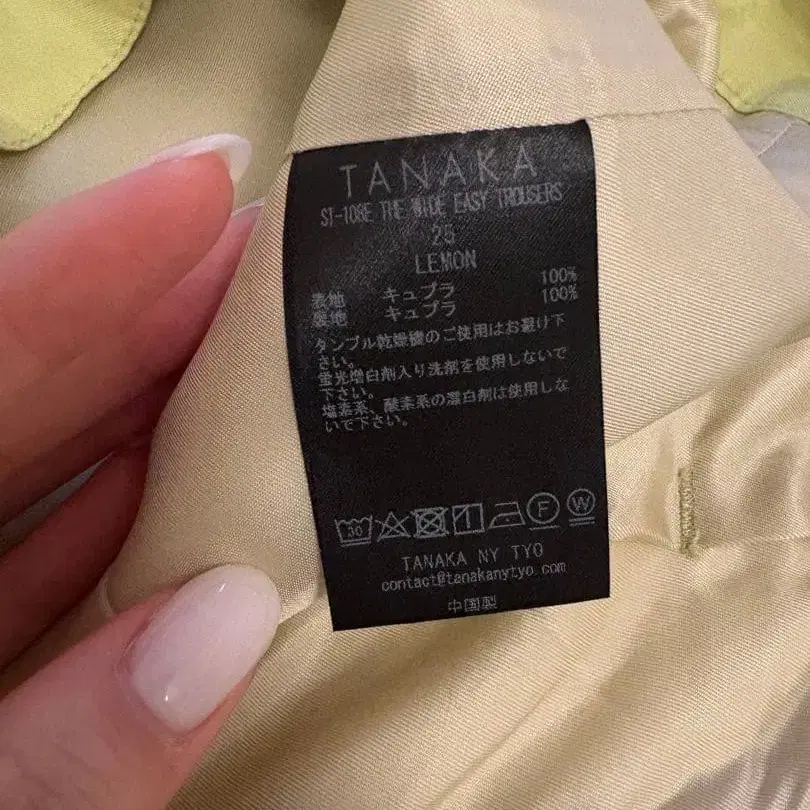 TANAKA
ST-108E THE WIDE EASY TROUSERS
25
LEMON
表地 キュプラ 100%
裏地 キュプラ 100%
タンブル乾燥機のご使用はお避け下
さい。
蛍光増白剤入り洗剤を使用しないで
下さい。
塩素系、酸素系の漂白剤は使用しな
いで下さい。
30 F W
TANAKA NY TYO
contact@tanakanytyo.com
中国製